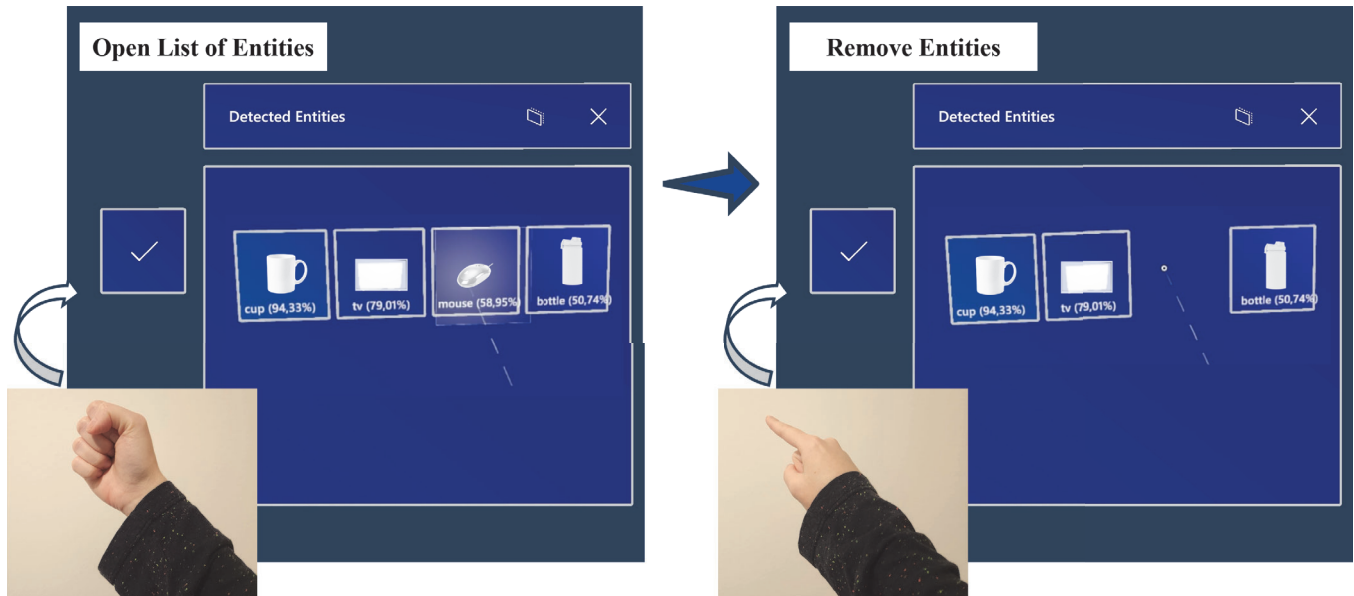 Open List of Entities
Detected Entities
cup (94,33%)
tv (79,01%)
mouse (58,95%)
bottle (50,74%)
Remove Entities
Detected Entities
cup (94,33%)
tv (79,01%)
bottle (50,74%)